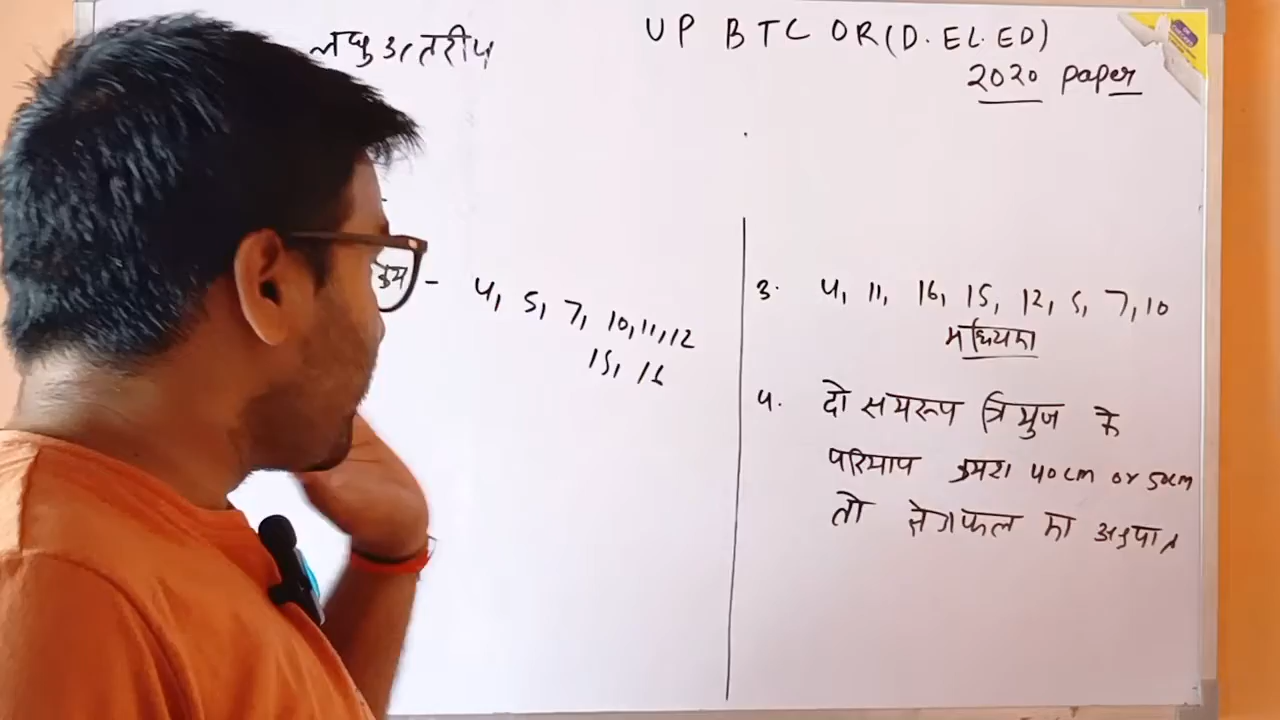 लघु उत्तरीय
UP BTC OR (D.EL.ED)
2020 paper
क्रम - 4, 5, 7, 10, 11, 12
15, 16
3. 4, 11, 16, 15, 12, 5, 7, 10
मध्यिका
4. दो समरूप त्रिभुज के
परिमाप क्रमशः 40cm or 50cm
तो क्षेत्रफल का अनुपात